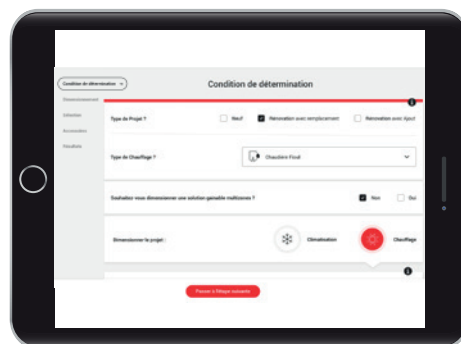 Condition de détermination
Condition de détermination
Dimensionnement
Sélection
Accessoires
Résultats
Type de Projet ?
Neuf
Rénovation avec remplacement
Rénovation avec Ajout
Type de Chauffage ?
Chaudière Fioul
Souhaitez-vous dimensionner une solution gainable multizones ?
Non
Oui
Dimensionner le projet :
Climatisation
Chauffage
Passer à l'étape suivante